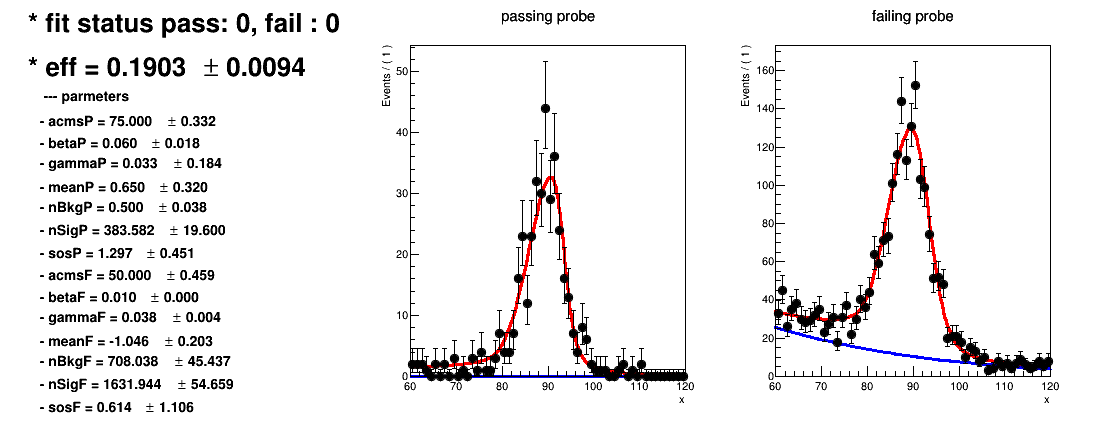 * fit status pass: 0, fail : 0
* eff = 0.1903 ± 0.0094
--- parmeters
- acmsP = 75.000 ± 0.332
- betaP = 0.060 ± 0.018
- gammaP = 0.033 ± 0.184
- meanP = 0.650 ± 0.320
- nBkgP = 0.500 ± 0.038
- nSigP = 383.582 ± 19.600
- sosP = 1.297 ± 0.451
- acmsF = 50.000 ± 0.459
- betaF = 0.010 ± 0.000
- gammaF = 0.038 ± 0.004
- meanF = -1.046 ± 0.203
- nBkgF = 708.038 ± 45.437
- nSigF = 1631.944 ± 54.659
- sosF = 0.614 ± 1.106
passing probe
Events / ( 1 )
50
40
30
20
10
0
60 70 80 90 100 110 120
x
failing probe
Events / ( 1 )
160
140
120
100
80
60
40
20
0
60 70 80 90 100 110 120
x